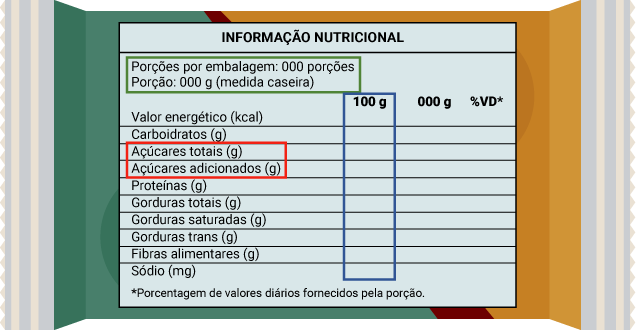 INFORMAÇÃO NUTRICIONAL
Porções por embalagem: 000 porções
Porção: 000 g (medida caseira)
100 g 000 g %VD*
Valor energético (kcal)
Carboidratos (g)
Açúcares totais (g)
Açúcares adicionados (g)
Proteínas (g)
Gorduras totais (g)
Gorduras saturadas (g)
Gorduras trans (g)
Fibras alimentares (g)
Sódio (mg)
*Porcentagem de valores diários fornecidos pela porção.